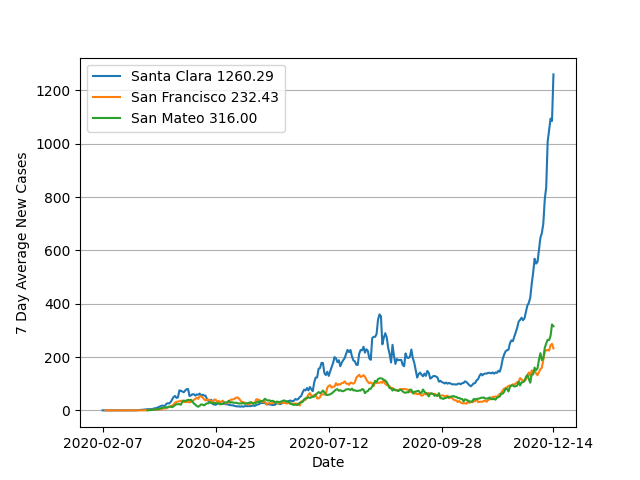 Santa Clara 1260.29
San Francisco 232.43
San Mateo 316.00
7 Day Average New Cases
1200
1000
800
600
400
200
0
2020-02-07 2020-04-25 2020-07-12 2020-09-28 2020-12-14
Date